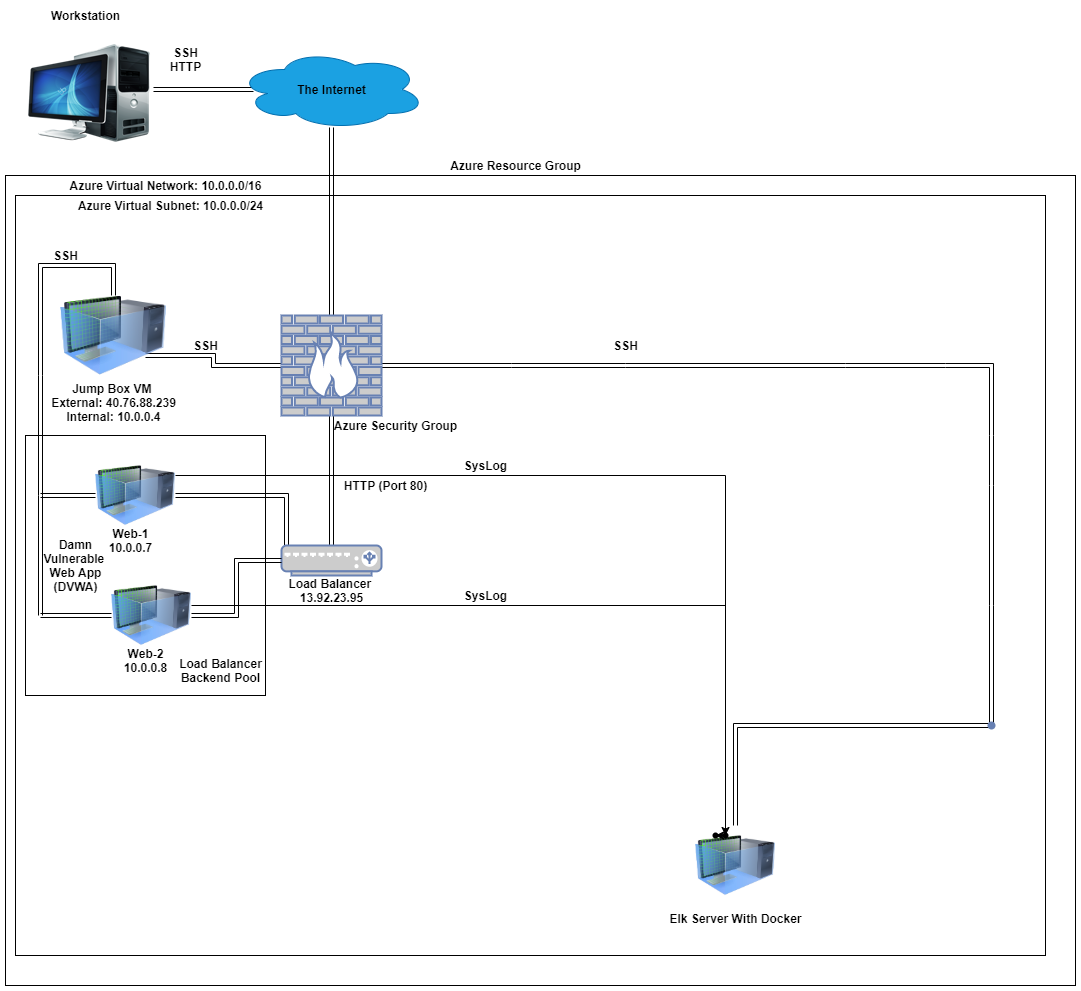 Workstation
SSH
HTTP
The Internet
Azure Resource Group
Azure Virtual Network: 10.0.0.0/16
Azure Virtual Subnet: 10.0.0.0/24
SSH
SSH
SSH
Jump Box VM
External: 40.76.88.239
Internal: 10.0.0.4
Azure Security Group
SysLog
HTTP (Port 80)
Web-1
10.0.0.7
Damn
Vulnerable
Web App
(DVWA)
Load Balancer
13.92.23.95
SysLog
Web-2
10.0.0.8
Load Balancer
Backend Pool
Elk Server With Docker